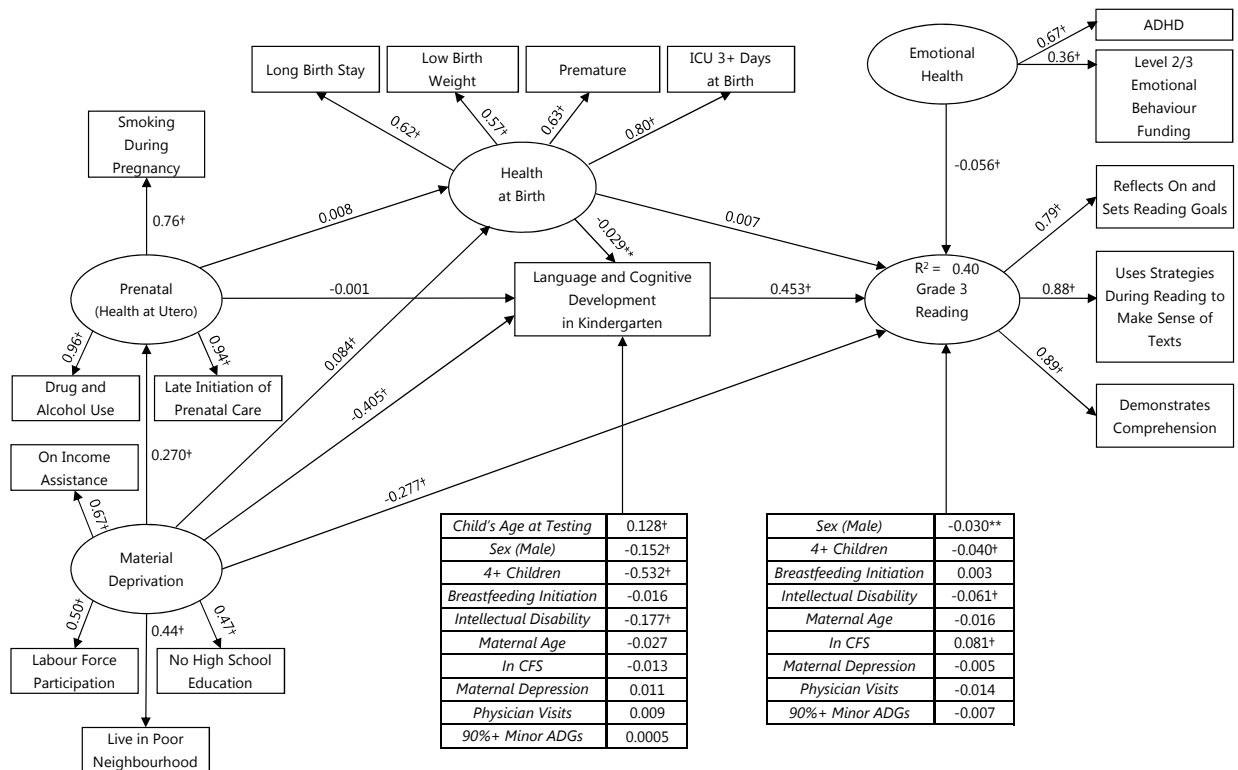 ADHD
0.67†
0.36†
Emotional
Health
Level 2/3
Emotional
Behaviour
Funding
Long Birth Stay
Low Birth
Weight
Premature
ICU 3+ Days
at Birth
0.62†
0.57†
0.63†
0.80†
Smoking
During
Pregnancy
0.76†
Health
at Birth
-0.056†
0.008
0.007
-0.029**
0.79†
Reflects On and
Sets Reading Goals
Prenatal
(Health at Utero)
-0.001
Language and Cognitive
Development
in Kindergarten
0.453†
R² = 0.40
Grade 3
Reading
0.88†
Uses Strategies
During Reading to
Make Sense of
Texts
0.96†
0.94†
0.89†
Drug and
Alcohol Use
Late Initiation of
Prenatal Care
0.084†
-0.405†
-0.277†
Demonstrates
Comprehension
On Income
Assistance
0.270†
0.67†
Material
Deprivation
0.50†
0.44†
0.47†
Labour Force
Participation
No High School
Education
Live in Poor
Neighbourhood
Child's Age at Testing 0.128†
Sex (Male) -0.152†
4+ Children -0.532†
Breastfeeding Initiation -0.016
Intellectual Disability -0.177†
Maternal Age -0.027
In CFS -0.013
Maternal Depression 0.011
Physician Visits 0.009
90%+ Minor ADGs 0.0005
Sex (Male) -0.030**
4+ Children -0.040†
Breastfeeding Initiation 0.003
Intellectual Disability -0.061†
Maternal Age -0.016
In CFS 0.081†
Maternal Depression -0.005
Physician Visits -0.014
90%+ Minor ADGs -0.007